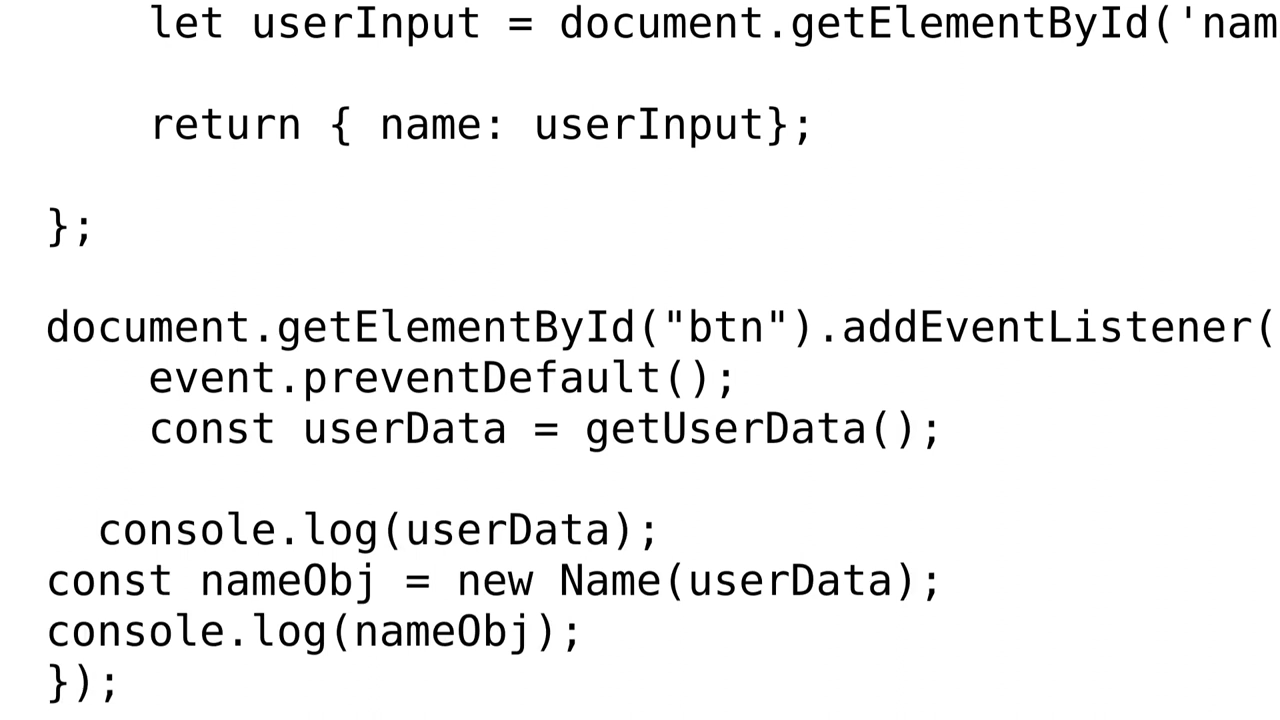 let userInput = document.getElementById('nam
return { name: userInput};
};
document.getElementById("btn").addEventListener(
event.preventDefault();
const userData = getUserData();
console.log(userData);
const nameObj = new Name(userData);
console.log(nameObj);
});